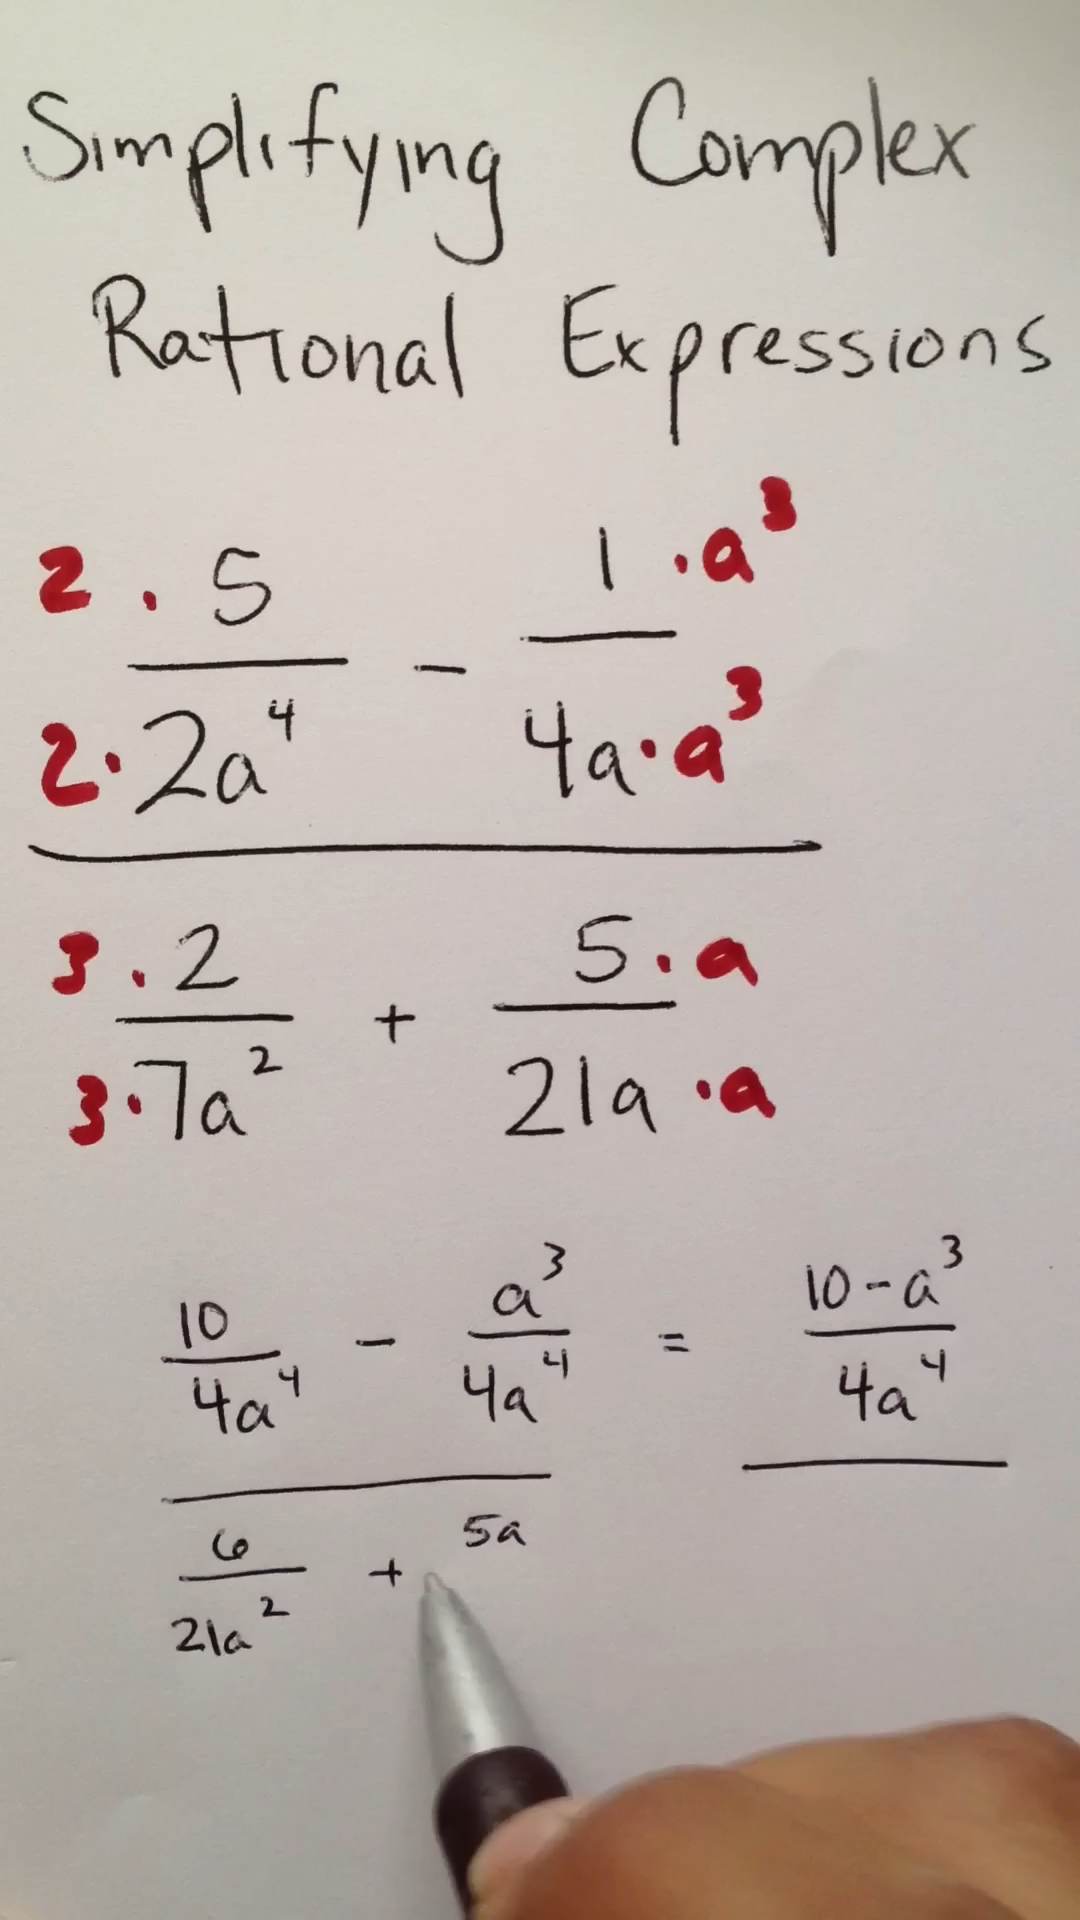 Simplifying Complex
Rational Expressions
2 · 5 1 · a³
— 
2 · 2a⁴ 4a · a³
3 · 2 5 · a
+
3 · 7a² 21a · a
10 a³ 10 - a³
— =
4a⁴ 4a⁴ 4a⁴
6 5a
+
21a²